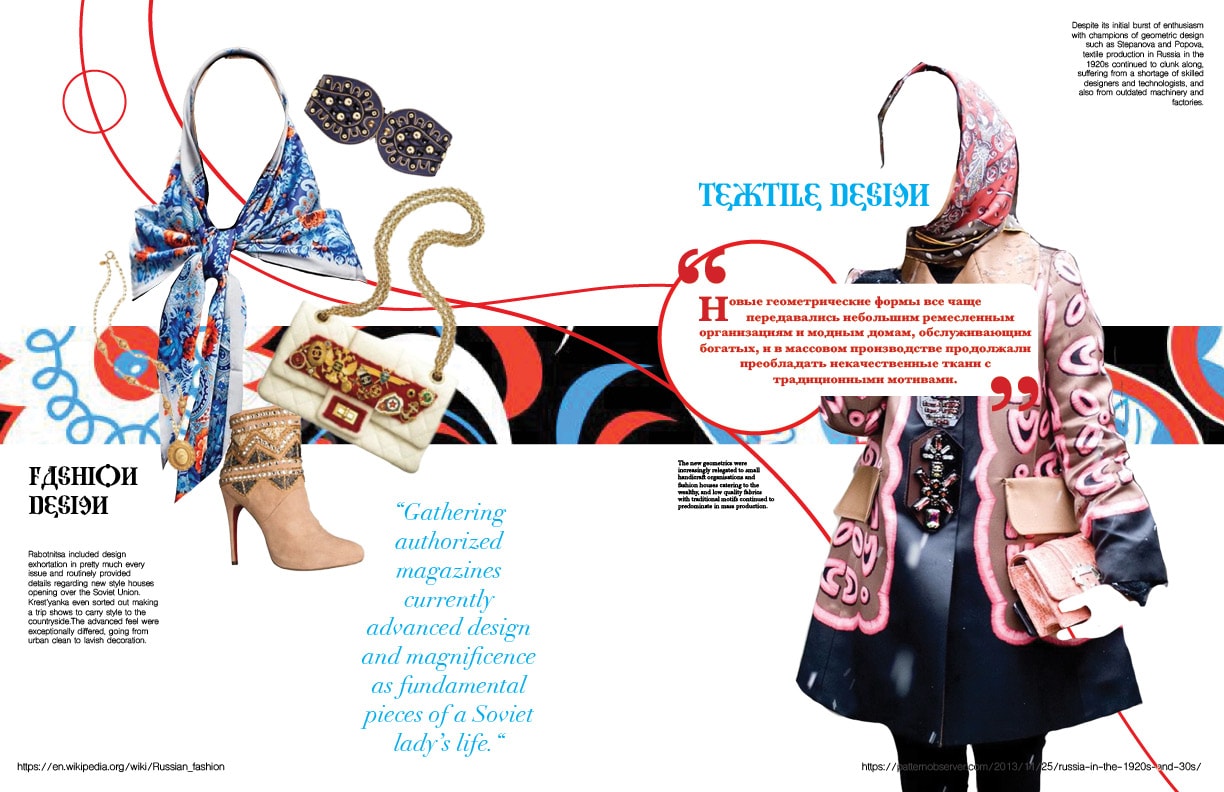 FASHION
DESIGN
Rabotnitsa included design
exhortation in pretty much every
issue and routinely provided
details regarding new style houses
opening over the Soviet Union.
Krest'yanka even sorted out making
a trip shows to carry style to the
countryside.The advanced feel were
exceptionally differed, going from
urban clean to lavish decoration.
“Gathering
authorized
magazines
currently
advanced design
and magnificence
as fundamental
pieces of a Soviet
lady’s life.“
https://en.wikipedia.org/wiki/Russian_fashion
Despite its initial burst of enthusiasm
with champions of geometric design
such as Stepanova and Popova,
textile production in Russia in the
1920s continued to clunk along,
suffering from a shortage of skilled
designers and technologists, and
also from outdated machinery and
factories.
TEXTILE DESIGN
“
Новые геометрические формы все чаще
передавались небольшим ремесленным
организациям и модным домам, обслуживающим
богатых, и в массовом производстве продолжали
преобладать некачественные ткани с
традиционными мотивами.
”
The new geometrics were
increasingly relegated to small
handicraft organisations and
fashion houses catering to the
wealthy, and low quality fabrics
with traditional motifs continued to
predominate in mass production.
https://patternobserver.com/2013/11/25/russia-in-the-1920s-and-30s/